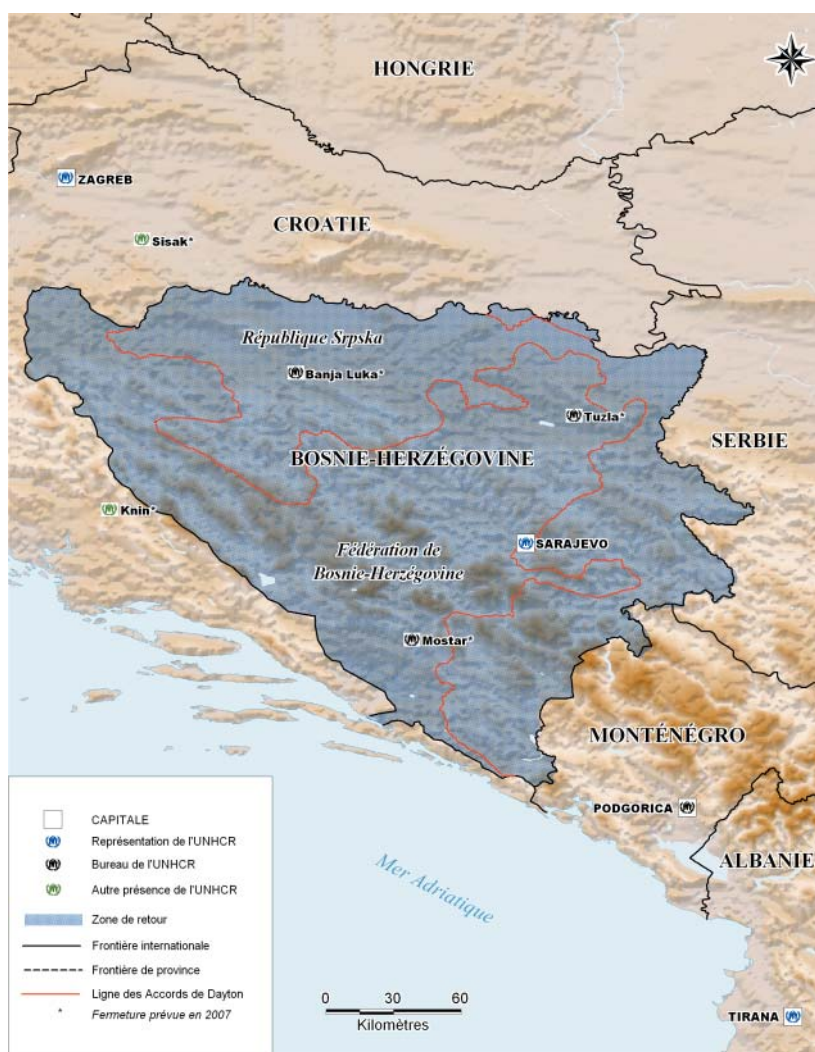 HONGRIE
ZAGREB
CROATIE
Sisak*
République Srpska
Banja Luka*
Tuzla*
SERBIE
BOSNIE-HERZÉGOVINE
Knin*
SARAJEVO
Fédération de
Bosnie-Herzégovine
Mostar*
MONTÉNÉGRO
PODGORICA
ALBANIE
Mer Adriatique
CAPITALE
Représentation de l'UNHCR
Bureau de l'UNHCR
Autre présence de l'UNHCR
Zone de retour
Frontière internationale
Frontière de province
Ligne des Accords de Dayton
* Fermeture prévue en 2007
0 30 60
Kilomètres
TIRANA